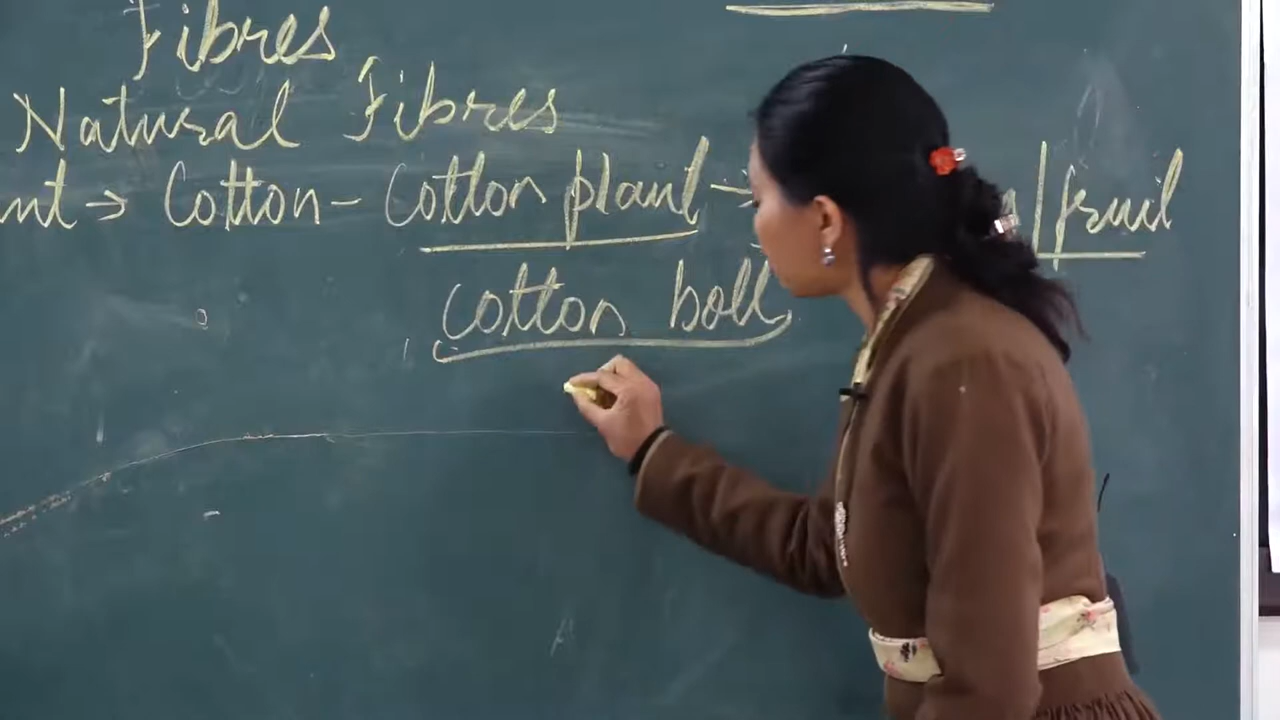 Fibres
Natural Fibres
nt → Cotton - Cotton plant → /fruit
cotton boll